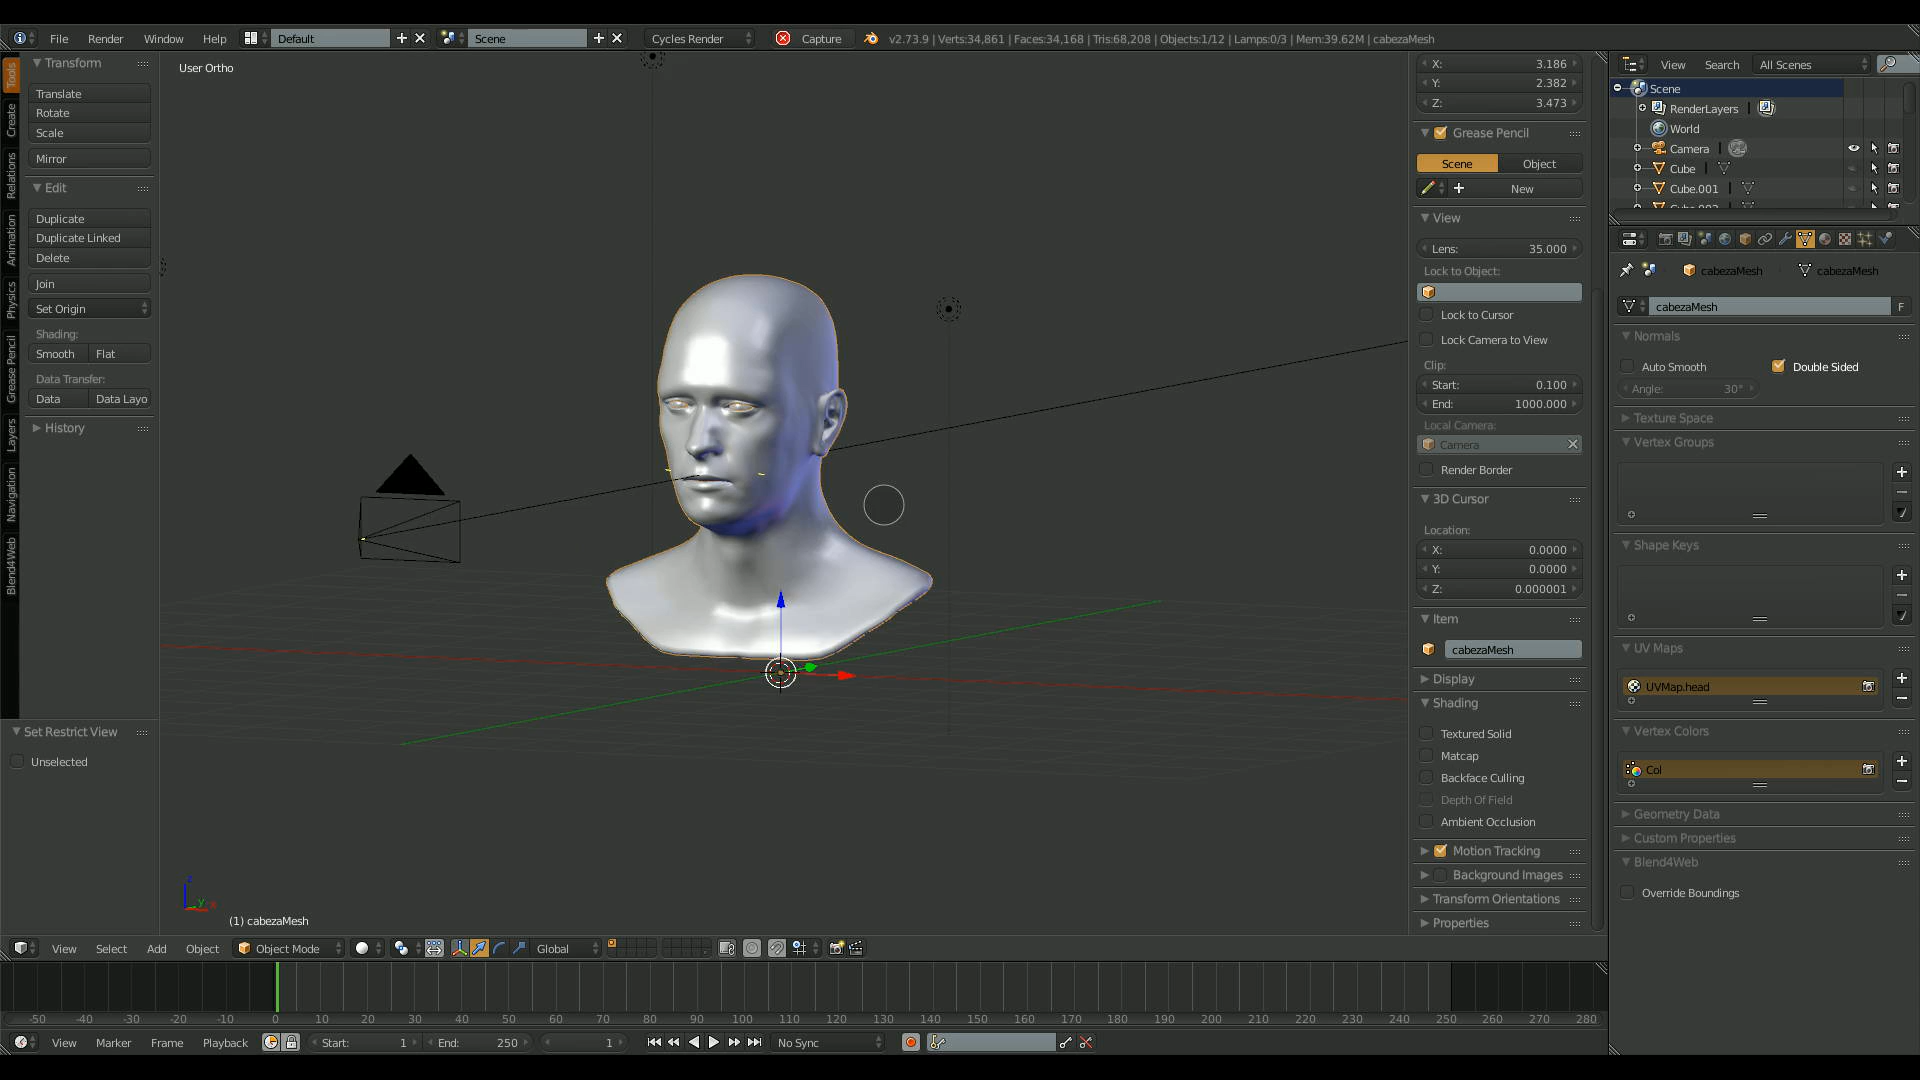 File Render Window Help Default Scene Cycles Render Capture v2.73.9 | Verts:34,861 | Faces:34,168 | Tris:68,208 | Objects:1/12 | Lamps:0/3 | Mem:39.62M | cabezaMesh
Tools
Create
Relations
Animation
Physics
Grease Pencil
Layers
Navigation
Blend4Web
Transform
Translate
Rotate
Scale
Mirror
Edit
Duplicate
Duplicate Linked
Delete
Join
Set Origin
Shading:
Smooth Flat
Data Transfer:
Data Data Layo
History
Set Restrict View
Unselected
User Ortho
z
y
x
(1) cabezaMesh
X: 3.186
Y: 2.382
Z: 3.473
Grease Pencil
Scene Object
New
View
Lens: 35.000
Lock to Object:
Lock to Cursor
Lock Camera to View
Clip:
Start: 0.100
End: 1000.000
Local Camera:
Camera
Render Border
3D Cursor
Location:
X: 0.0000
Y: 0.0000
Z: 0.000001
Item
cabezaMesh
Display
Shading
Textured Solid
Matcap
Backface Culling
Depth Of Field
Ambient Occlusion
Motion Tracking
Background Images
Transform Orientations
Properties
View Search All Scenes
Scene
RenderLayers
World
Camera
Cube
Cube.001
cabezaMesh cabezaMesh
cabezaMesh F
Normals
Auto Smooth Double Sided
Angle: 30°
Texture Space
Vertex Groups
Shape Keys
UV Maps
UVMap.head
Vertex Colors
Col
Geometry Data
Custom Properties
Blend4Web
Override Boundings
View Select Add Object Object Mode Global
-50 -40 -30 -20 -10 0 10 20 30 40 50 60 70 80 90 100 110 120 130 140 150 160 170 180 190 200 210 220 230 240 250 260 270 280
View Marker Frame Playback Start: 1 End: 250 1 No Sync